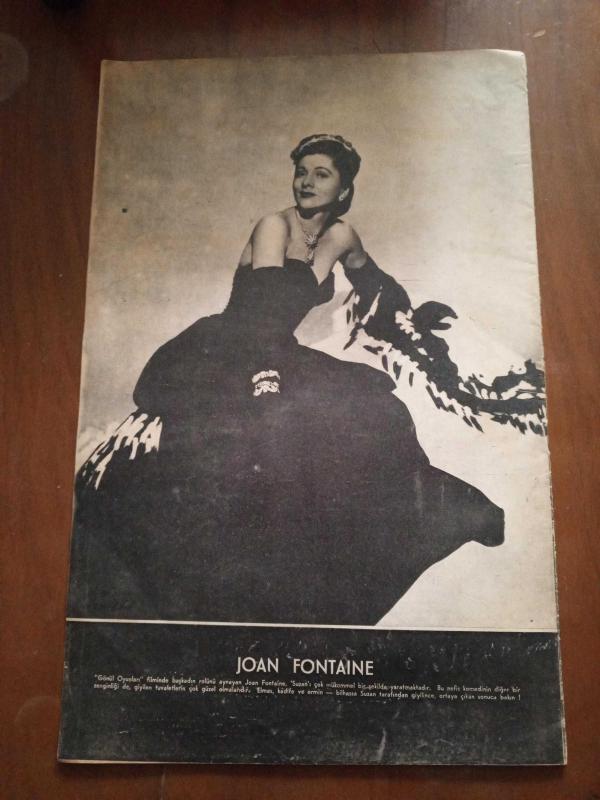 JOAN FONTAINE
"Gönül Oyunları" filminde başkadın rolünü oynayan Joan Fontaine, 'Suzan'ı çok mükemmel bir şekilde yaratmaktadır. Bu nefis komedinin diğer bir
zenginliği de, giyilen tuvaletlerin çok güzel olmalarıdır. Elmas, kadife ve ermin — bilhassa Suzan tarafından giyilince, ortaya çıkan sonuca bakın !